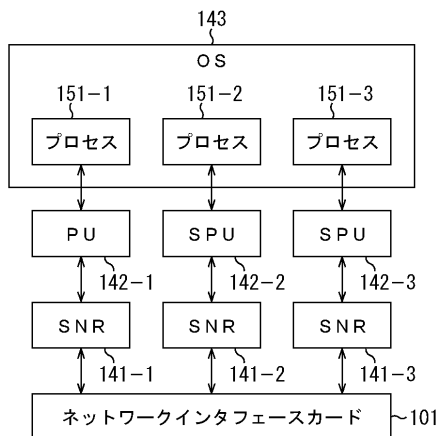 143
OS
151-1 151-2 151-3
プロセス プロセス プロセス
PU SPU SPU
142-1 142-2 142-3
SNR SNR SNR
141-1 141-2 141-3
ネットワークインタフェースカード 101